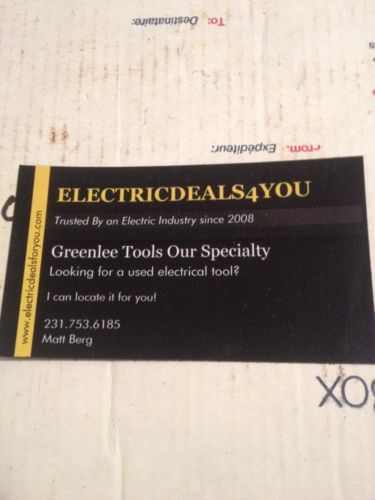 To:
Destinataire:
From.
Expéditeur:
ELECTRICDEALS4YOU
Trusted By an Electric Industry since 2008
Greenlee Tools Our Specialty
Looking for a used electrical tool?
I can locate it for you!
231.753.6185
Matt Berg
www.electricdealsforyou.com
OX